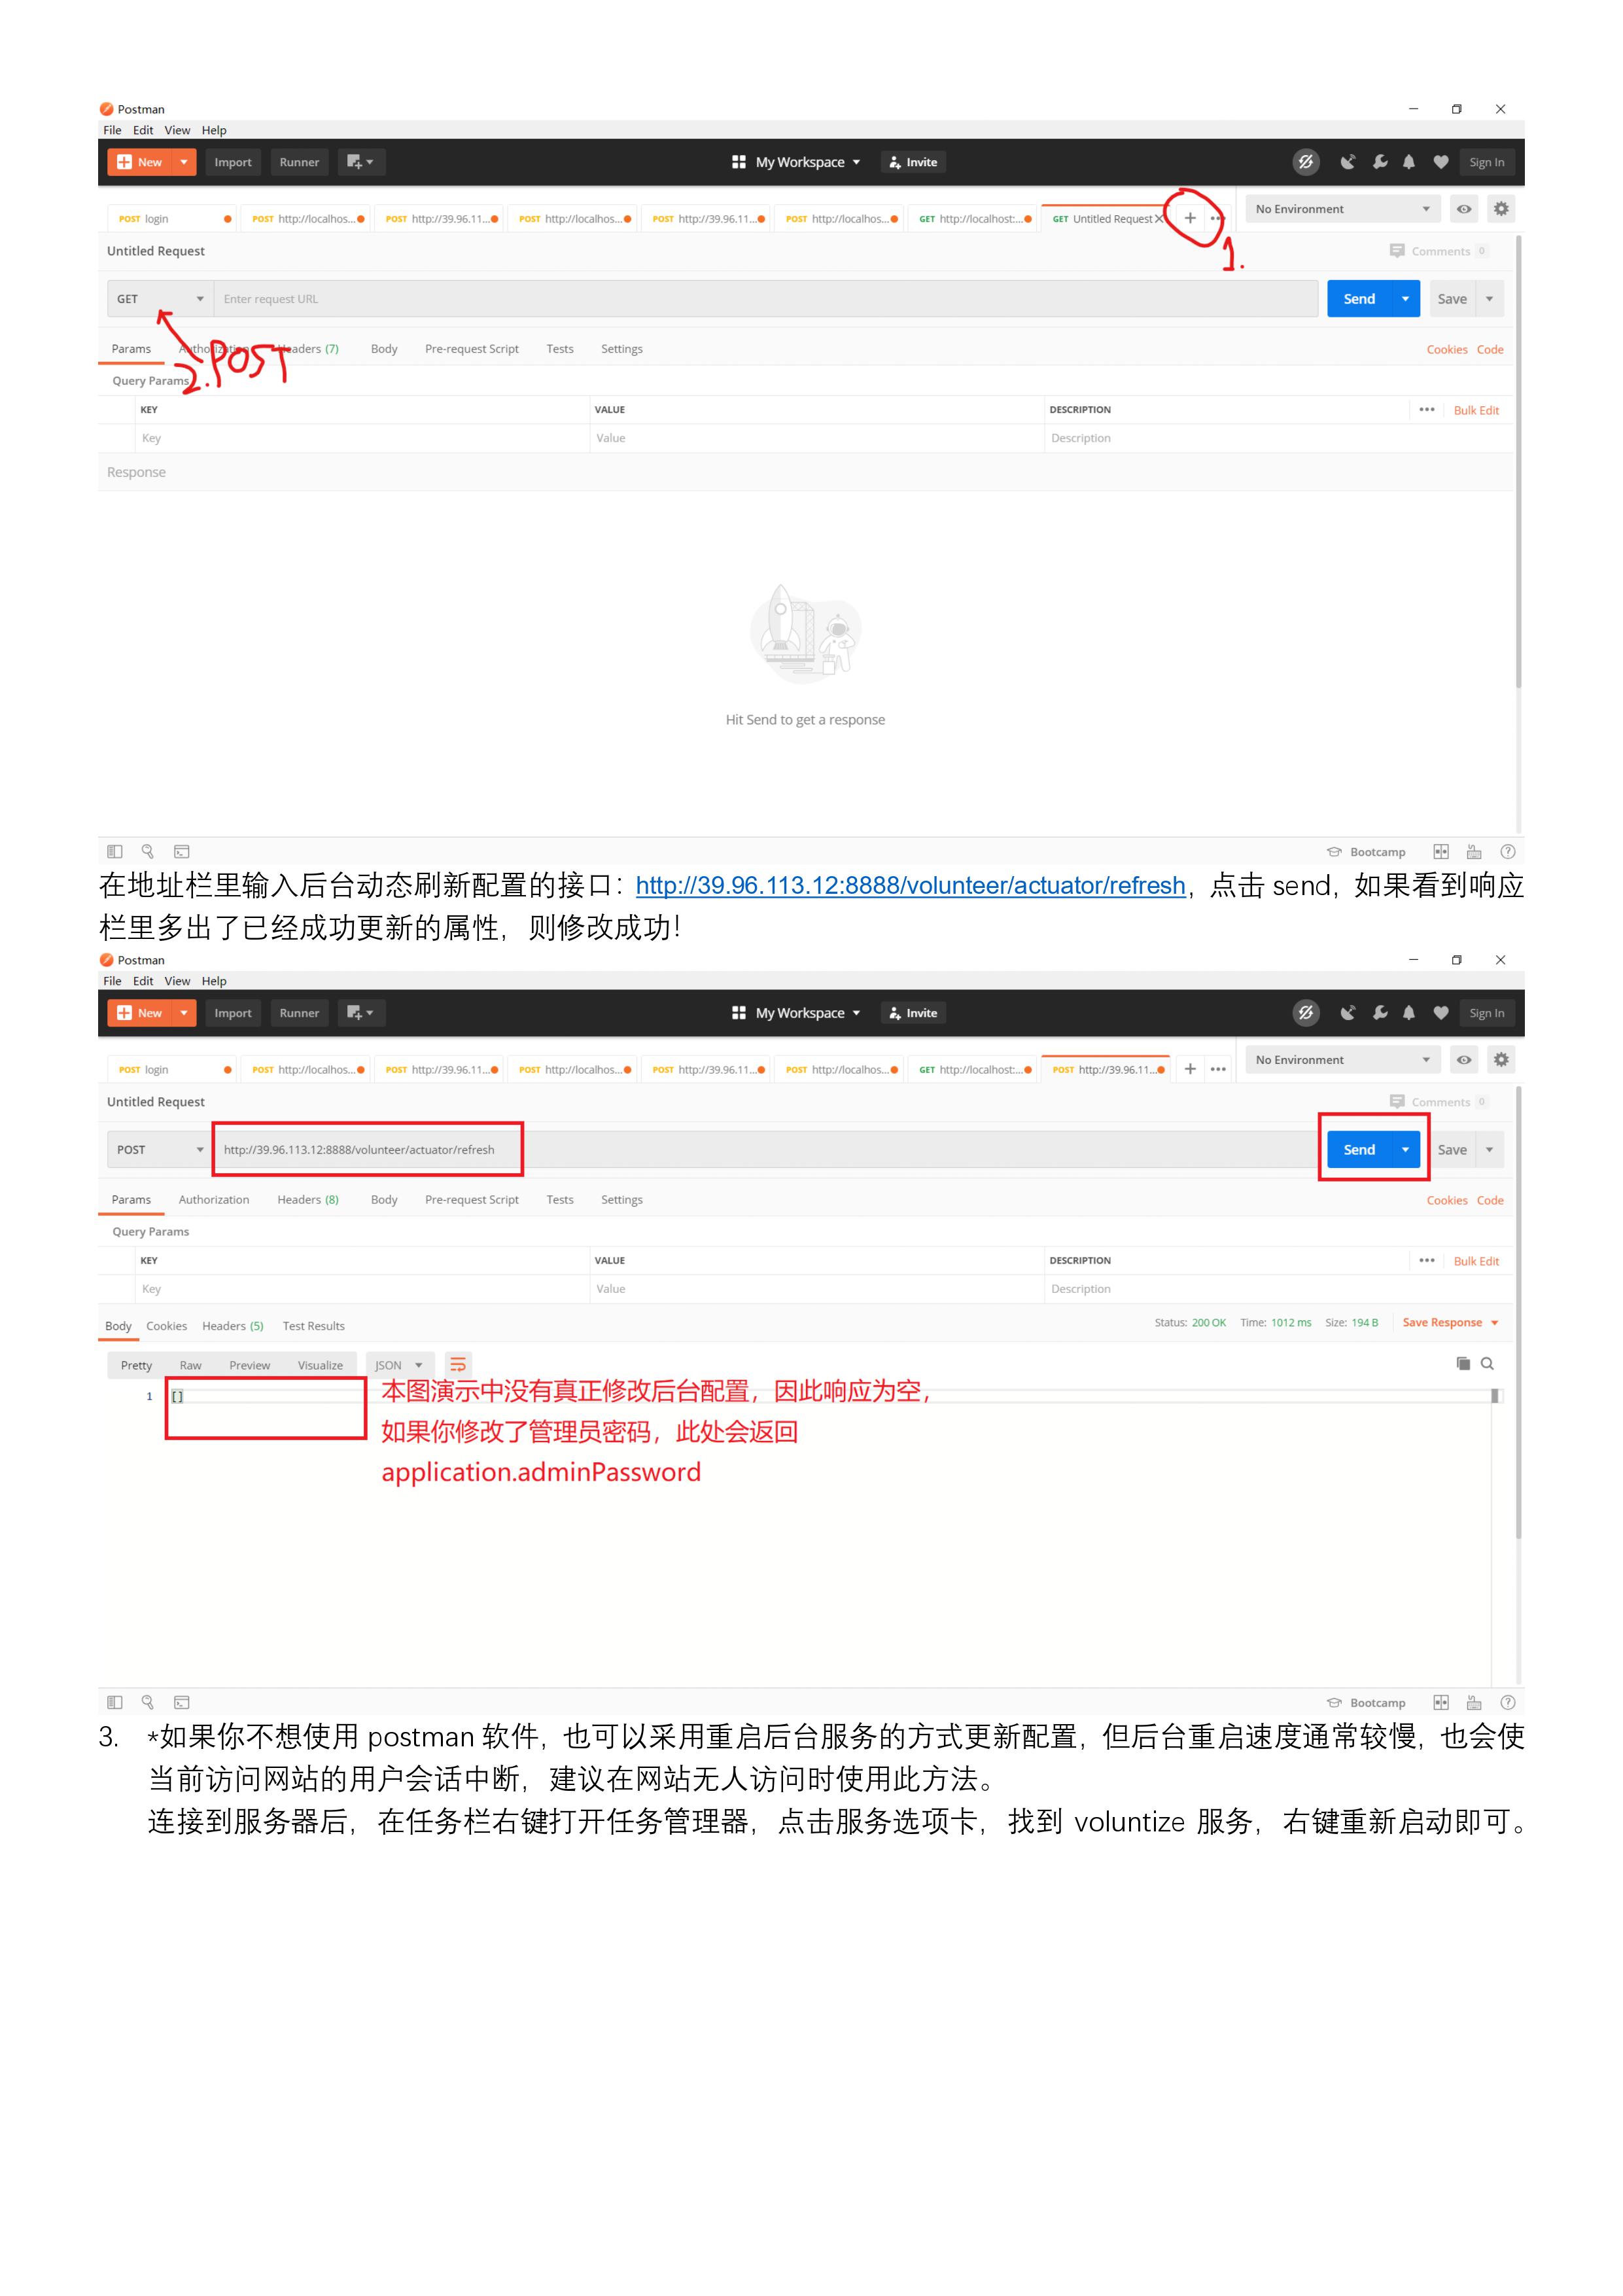 Postman
File Edit View Help
New Import Runner My Workspace Invite Sign In
POST login POST http://localhos... POST http://39.96.11... POST http://localhos... POST http://39.96.11... POST http://localhos... GET http://localhost:... GET Untitled Request No Environment
1.
Untitled Request Comments 0
GET Enter request URL Send Save
Params Authorization Headers (7) Body Pre-request Script Tests Settings Cookies Code
2.POST
Query Params
KEY VALUE DESCRIPTION Bulk Edit
Key Value Description
Response
Hit Send to get a response
Bootcamp
在地址栏里输入后台动态刷新配置的接口：http://39.96.113.12:8888/volunteer/actuator/refresh，点击 send，如果看到响应
栏里多出了已经成功更新的属性，则修改成功！
Postman
File Edit View Help
New Import Runner My Workspace Invite Sign In
POST login POST http://localhos... POST http://39.96.11... POST http://localhos... POST http://39.96.11... POST http://localhos... GET http://localhost:... POST http://39.96.11... No Environment
Untitled Request Comments 0
POST http://39.96.113.12:8888/volunteer/actuator/refresh Send Save
Params Authorization Headers (8) Body Pre-request Script Tests Settings Cookies Code
Query Params
KEY VALUE DESCRIPTION Bulk Edit
Key Value Description
Body Cookies Headers (5) Test Results Status: 200 OK Time: 1012 ms Size: 194 B Save Response
Pretty Raw Preview Visualize JSON
1 []
本图演示中没有真正修改后台配置，因此响应为空，
如果你修改了管理员密码，此处会返回
application.adminPassword
Bootcamp
3. *如果你不想使用 postman 软件，也可以采用重启后台服务的方式更新配置，但后台重启速度通常较慢，也会使
当前访问网站的用户会话中断，建议在网站无人访问时使用此方法。
连接到服务器后，在任务栏右键打开任务管理器，点击服务选项卡，找到 voluntize 服务，右键重新启动即可。